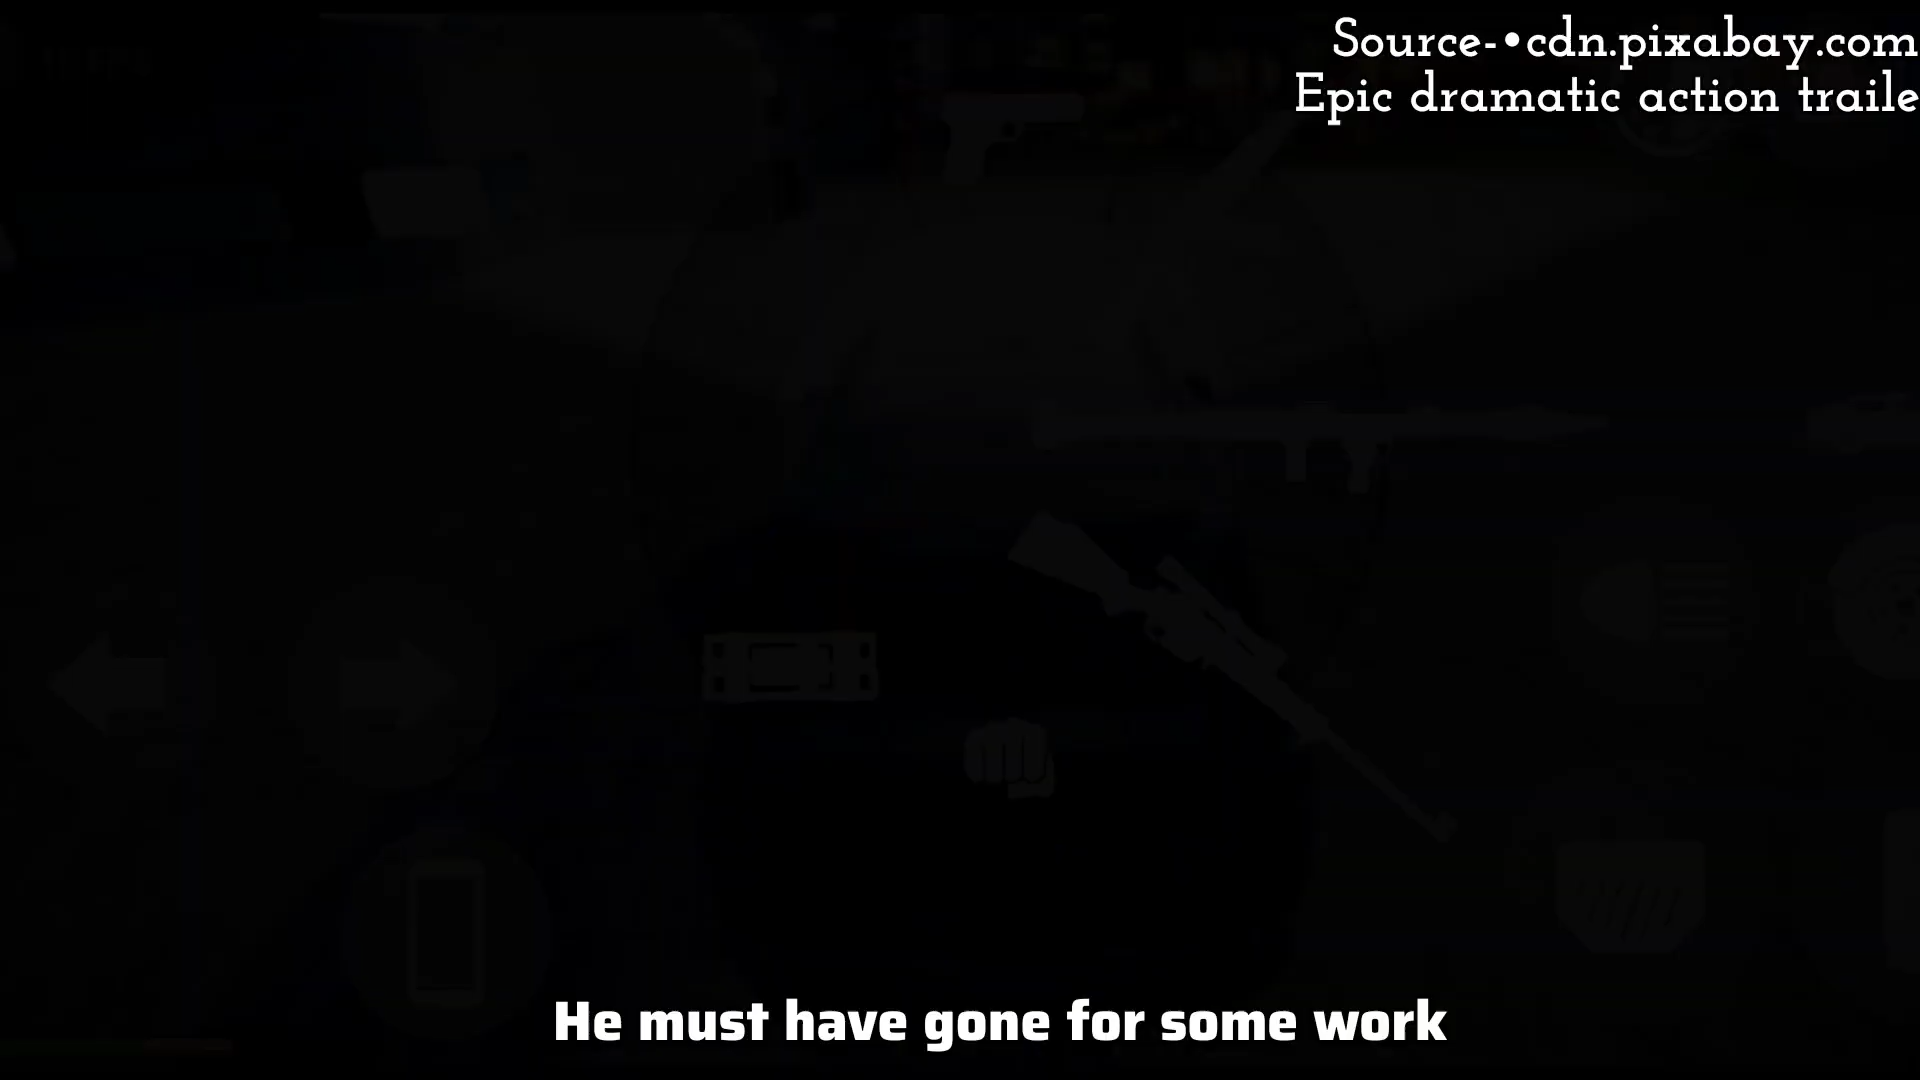 Source-•cdn.pixabay.com
Epic dramatic action traile
He must have gone for some work